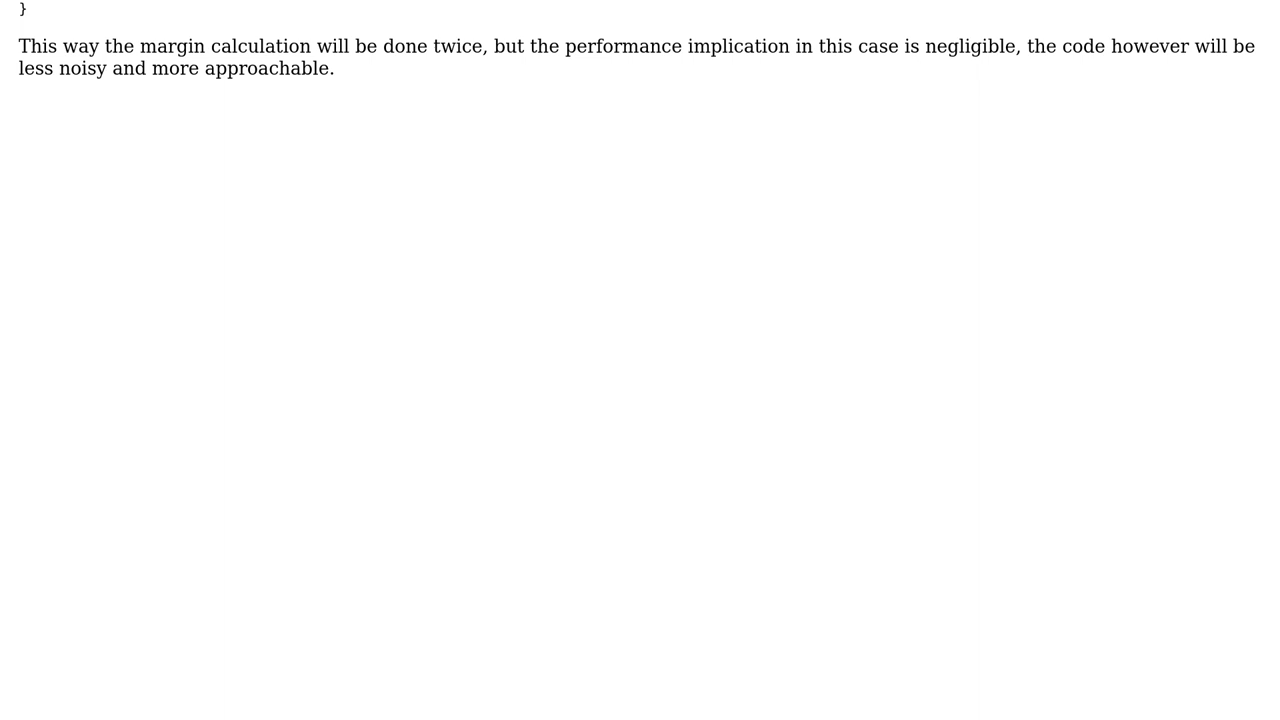 }
This way the margin calculation will be done twice, but the performance implication in this case is negligible, the code however will be
less noisy and more approachable.